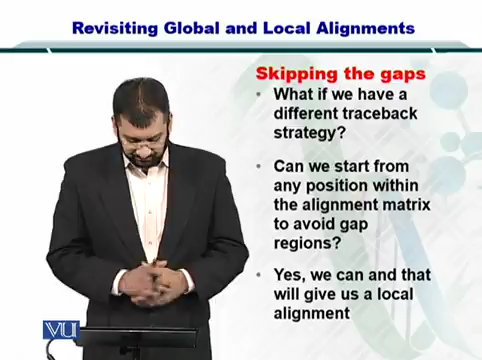 Revisiting Global and Local Alignments
Skipping the gaps
• What if we have a
different traceback
strategy?
• Can we start from
any position within
the alignment matrix
to avoid gap
regions?
• Yes, we can and that
will give us a local
alignment
VU